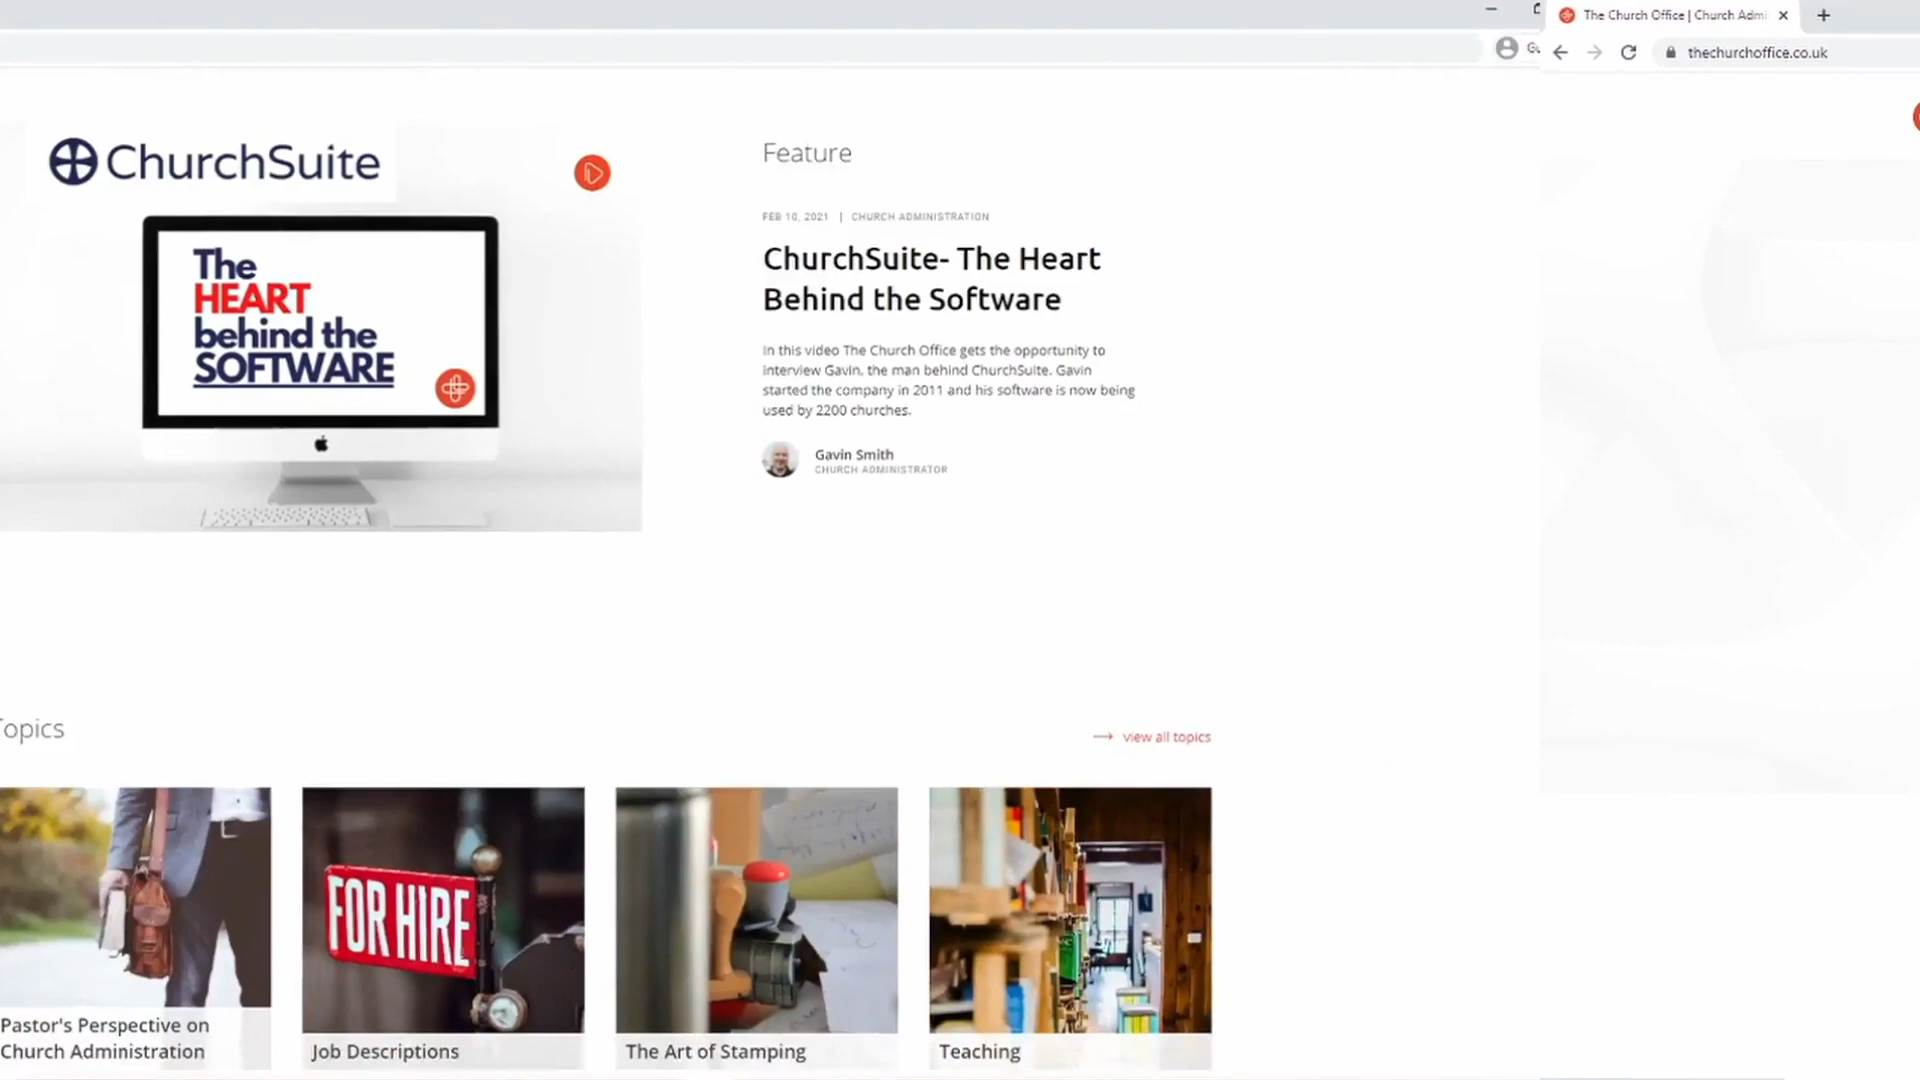 The Church Office | Church Admi
thechurchoffice.co.uk
ChurchSuite
The
HEART
behind the
SOFTWARE
Feature
FEB 10, 2021 | CHURCH ADMINISTRATION
ChurchSuite- The Heart
Behind the Software
In this video The Church Office gets the opportunity to
interview Gavin, the man behind ChurchSuite. Gavin
started the company in 2011 and his software is now being
used by 2200 churches.
Gavin Smith
CHURCH ADMINISTRATOR
Topics
view all topics
FOR HIRE
Pastor's Perspective on
Church Administration
Job Descriptions
The Art of Stamping
Teaching